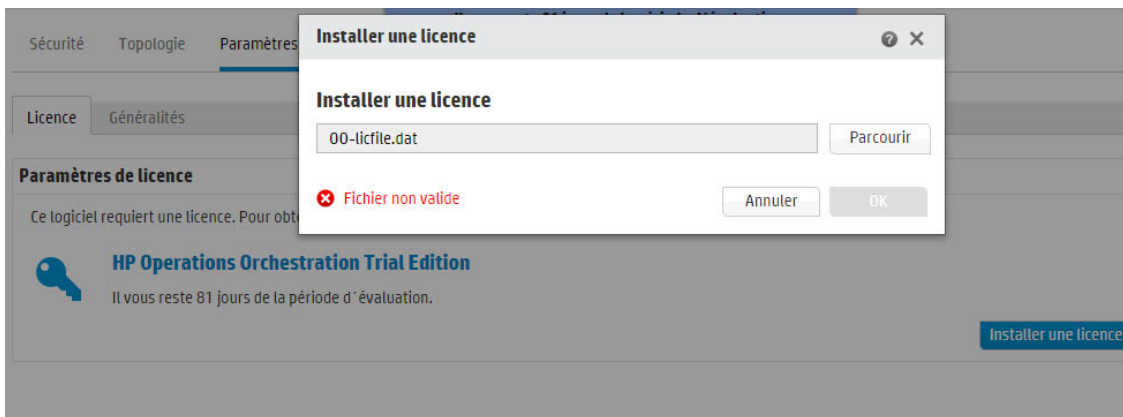 Sécurité Topologie Paramètres
Installer une licence
Installer une licence
00-licfile.dat Parcourir
Fichier non valide Annuler OK
Licence Généralités
Paramètres de licence
Ce logiciel requiert une licence. Pour obt
HP Operations Orchestration Trial Edition
Il vous reste 81 jours de la période d´évaluation.
Installer une licence